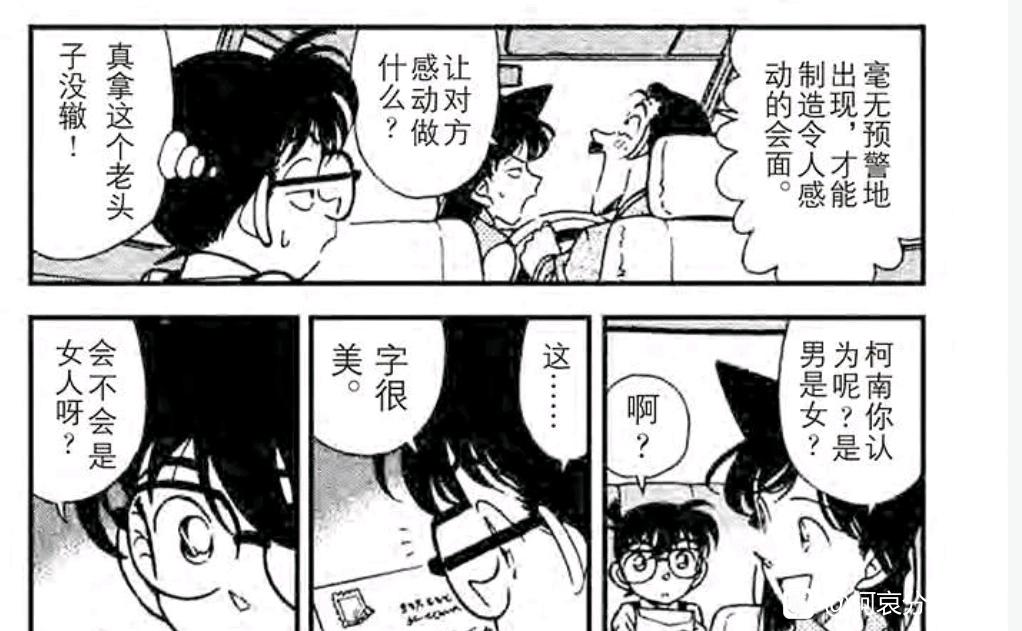 毫无预警地
出现，才能
制造令人感
动的会面。
让对方
感动做
什么？
真拿这个老头
子没辙！
柯南你认
为呢？是
男是女？
啊？
这……
字很
美。
会不会是
女人呀？